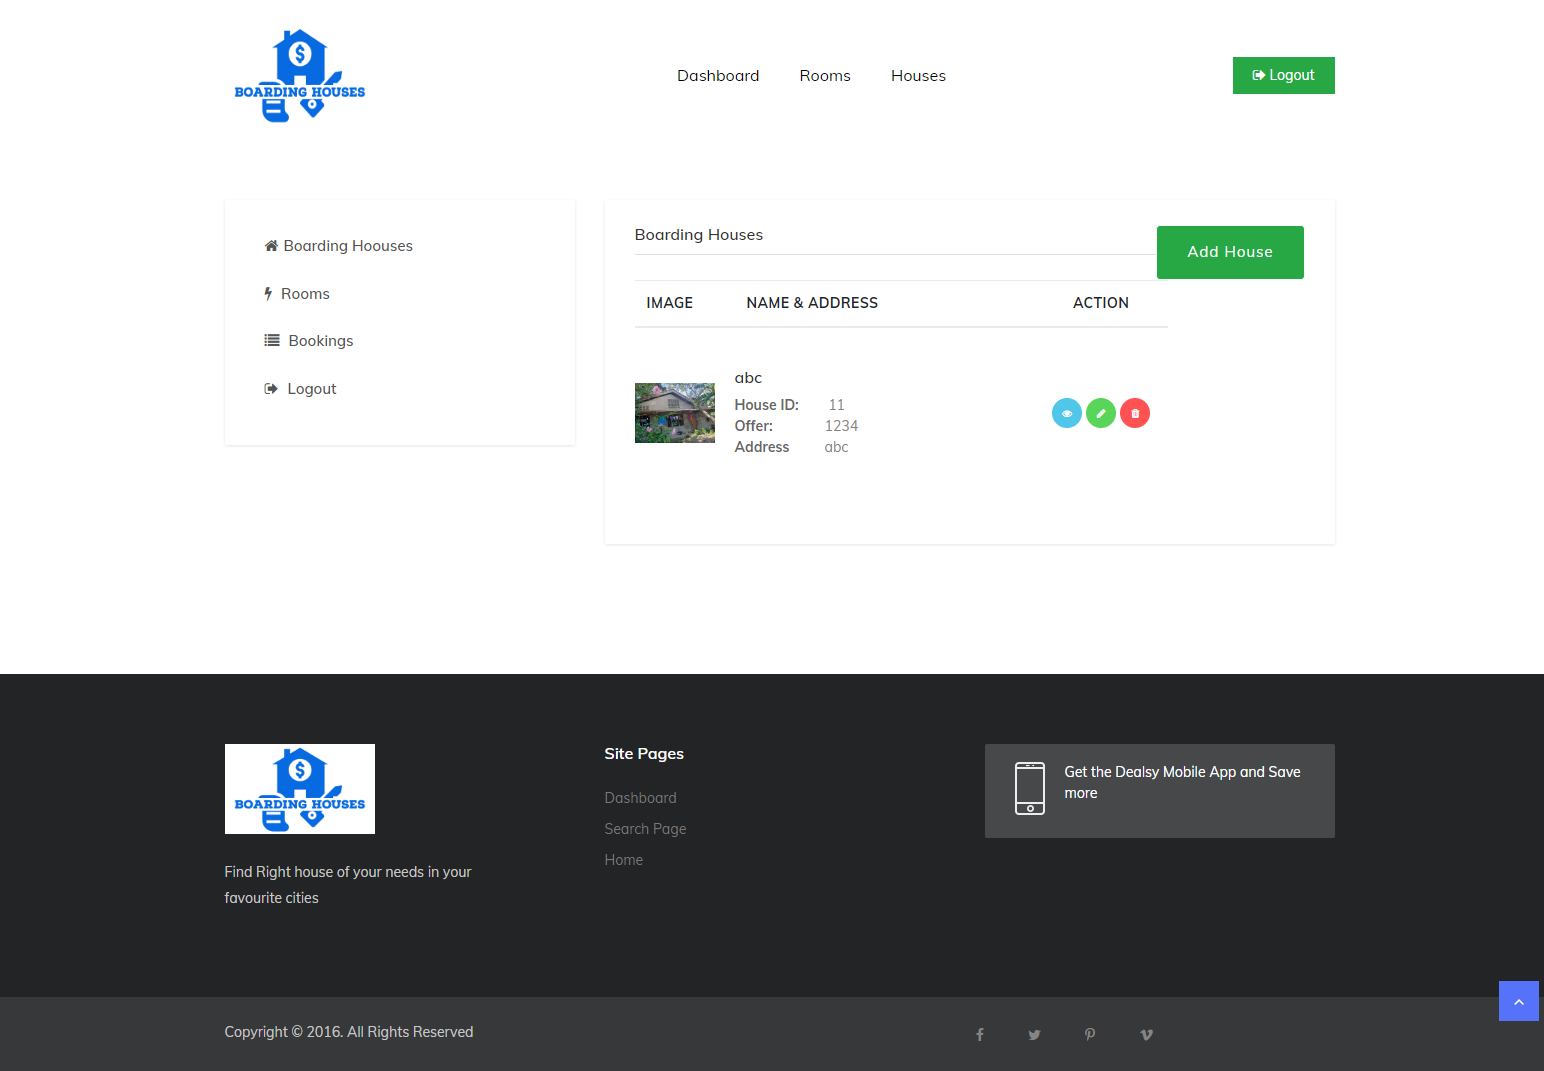 BOARDING HOUSES
Dashboard Rooms Houses
Logout
Boarding Hoouses
Rooms
Bookings
Logout
Boarding Houses
Add House
IMAGE NAME & ADDRESS ACTION
abc
House ID: 11
Offer: 1234
Address abc
BOARDING HOUSES
Find Right house of your needs in your
favourite cities
Site Pages
Dashboard
Search Page
Home
Get the Dealsy Mobile App and Save
more
Copyright © 2016. All Rights Reserved